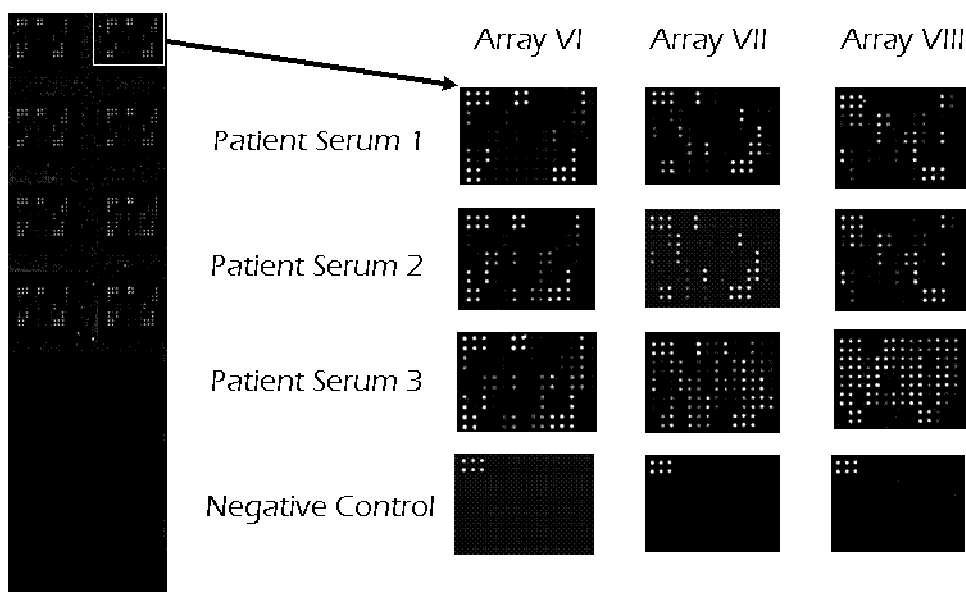 Array VI Array VII Array VIII
Patient Serum 1
Patient Serum 2
Patient Serum 3
Negative Control